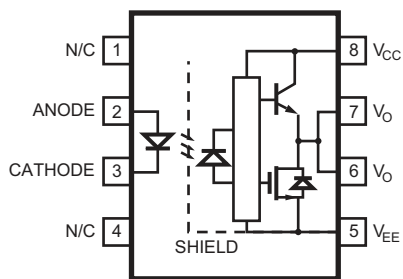 N/C 1
ANODE 2
CATHODE 3
N/C 4
SHIELD
8 VCC
7 VO
6 VO
5 VEE